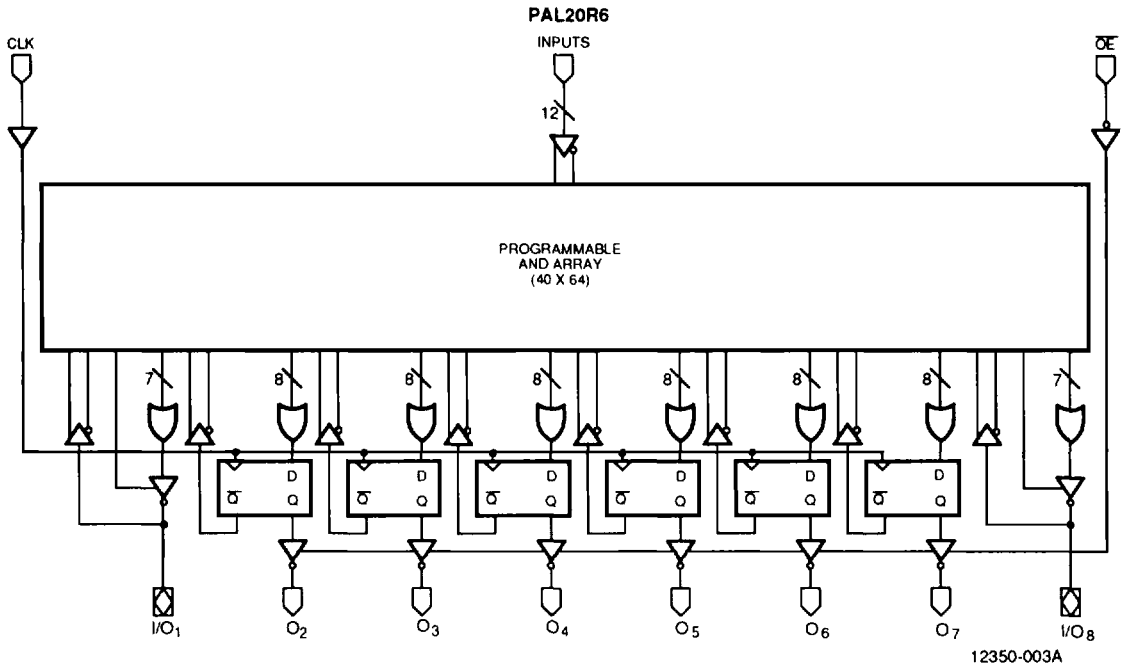 PAL20R6
CLK
INPUTS
O̅E̅
12
PROGRAMMABLE
AND ARRAY
(40 X 64)
7 8 8 8 8 8 8 7
D D D D D D
Q̅ Q Q̅ Q Q̅ Q Q̅ Q Q̅ Q Q̅ Q
I/O1 O2 O3 O4 O5 O6 O7 I/O8
12350-003A